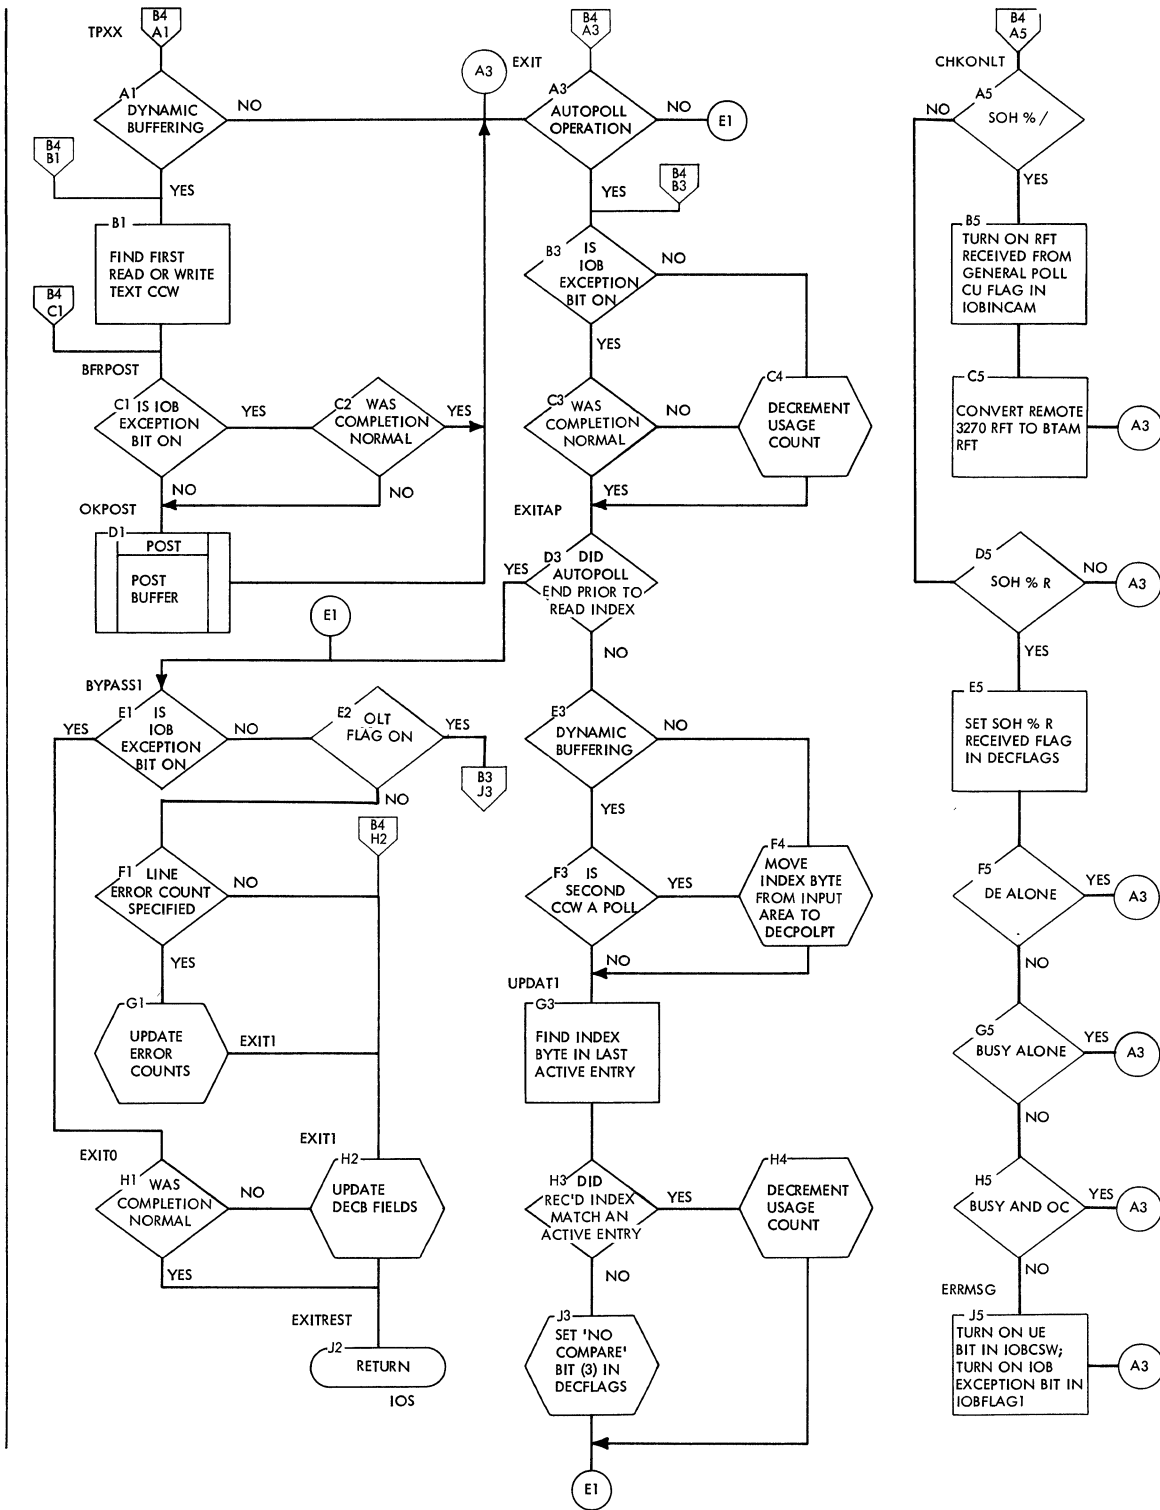 TPXX
B4
A1
A1
DYNAMIC
BUFFERING
NO
YES
B4
B1
B1
FIND FIRST
READ OR WRITE
TEXT CCW
B4
C1
BFRPOST
C1 IS IOB
EXCEPTION
BIT ON
YES
NO
C2 WAS
COMPLETION
NORMAL
YES
NO
OKPOST
D1
POST
POST
BUFFER
E1
BYPASS1
E1
IS
IOB
EXCEPTION
BIT ON
YES
NO
E2
OLT
FLAG ON
YES
B3
J3
NO
B4
H2
F1
LINE
ERROR COUNT
SPECIFIED
NO
YES
G1
UPDATE
ERROR
COUNTS
EXIT1
EXIT0
H1
WAS
COMPLETION
NORMAL
NO
YES
EXIT1
H2
UPDATE
DECB FIELDS
EXITREST
J2
RETURN
IOS
A3
EXIT
B4
A3
A3
AUTOPOLL
OPERATION
NO
E1
YES
B4
B3
B3
IS
IOB
EXCEPTION
BIT ON
NO
YES
C3
WAS
COMPLETION
NORMAL
NO
YES
C4
DECREMENT
USAGE
COUNT
EXITAP
D3 DID
AUTOPOLL
END PRIOR TO
READ INDEX
YES
NO
E3
DYNAMIC
BUFFERING
NO
YES
F3
IS
SECOND
CCW A POLL
YES
NO
F4
MOVE
INDEX BYTE
FROM INPUT
AREA TO
DECPOLPT
UPDAT1
G3
FIND INDEX
BYTE IN LAST
ACTIVE ENTRY
H3 DID
REC'D INDEX
MATCH AN
ACTIVE ENTRY
YES
NO
H4
DECREMENT
USAGE
COUNT
J3
SET 'NO
COMPARE'
BIT (3) IN
DECFLAGS
E1
B4
A5
CHKONLT
A5
SOH % /
NO
YES
B5
TURN ON RFT
RECEIVED FROM
GENERAL POLL
CU FLAG IN
IOBINCAM
C5
CONVERT REMOTE
3270 RFT TO BTAM
RFT
A3
D5
SOH % R
NO
A3
YES
E5
SET SOH % R
RECEIVED FLAG
IN DECFLAGS
F5
DE ALONE
YES
A3
NO
G5
BUSY ALONE
YES
A3
NO
H5
BUSY AND OC
YES
A3
NO
ERRMSG
J5
TURN ON UE
BIT IN IOBCSW;
TURN ON IOB
EXCEPTION BIT IN
IOBFLAG1
A3